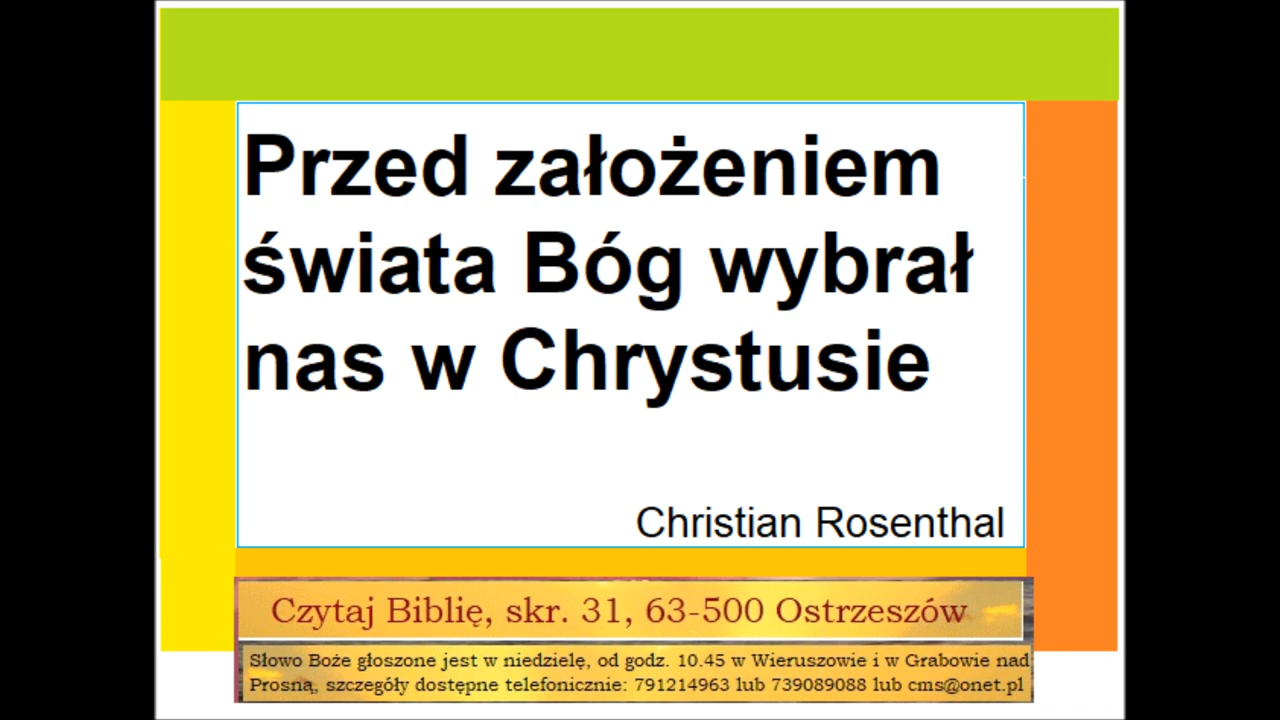 Przed założeniem
świata Bóg wybrał
nas w Chrystusie
Christian Rosenthal
Czytaj Biblię, skr. 31, 63-500 Ostrzeszów
Słowo Boże głoszone jest w niedzielę, od godz. 10.45 w Wieruszowie i w Grabowie nad
Prosną, szczegóły dostępne telefonicznie: 791214963 lub 739089088 lub cms@onet.pl